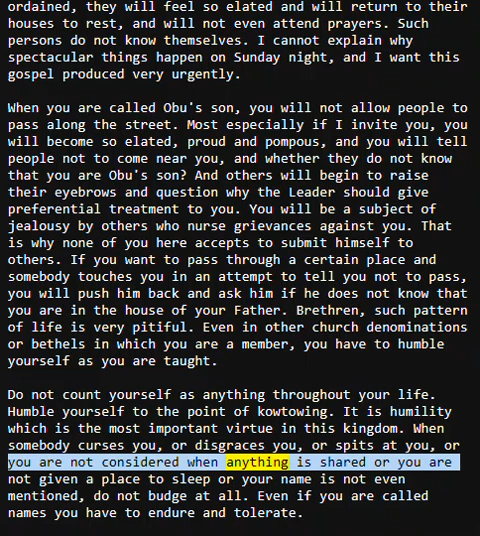 ordained, they will feel so elated and will return to their
houses to rest, and will not even attend prayers. Such
persons do not know themselves. I cannot explain why
spectacular things happen on Sunday night, and I want this
gospel produced very urgently.

When you are called Obu's son, you will not allow people to
pass along the street. Most especially if I invite you, you
will become so elated, proud and pompous, and you will tell
people not to come near you, and whether they do not know
that you are Obu's son? And others will begin to raise
their eyebrows and question why the Leader should give
preferential treatment to you. You will be a subject of
jealousy by others who nurse grievances against you. That
is why none of you here accepts to submit himself to
others. If you want to pass through a certain place and
somebody touches you in an attempt to tell you not to pass,
you will push him back and ask him if he does not know that
you are in the house of your Father. Brethren, such pattern
of life is very pitiful. Even in other church denominations
or bethels in which you are a member, you have to humble
yourself as you are taught.

Do not count yourself as anything throughout your life.
Humble yourself to the point of kowtowing. It is humility
which is the most important virtue in this kingdom. When
somebody curses you, or disgraces you, or spits at you, or
you are not considered when anything is shared or you are
not given a place to sleep or your name is not even
mentioned, do not budge at all. Even if you are called
names you have to endure and tolerate.